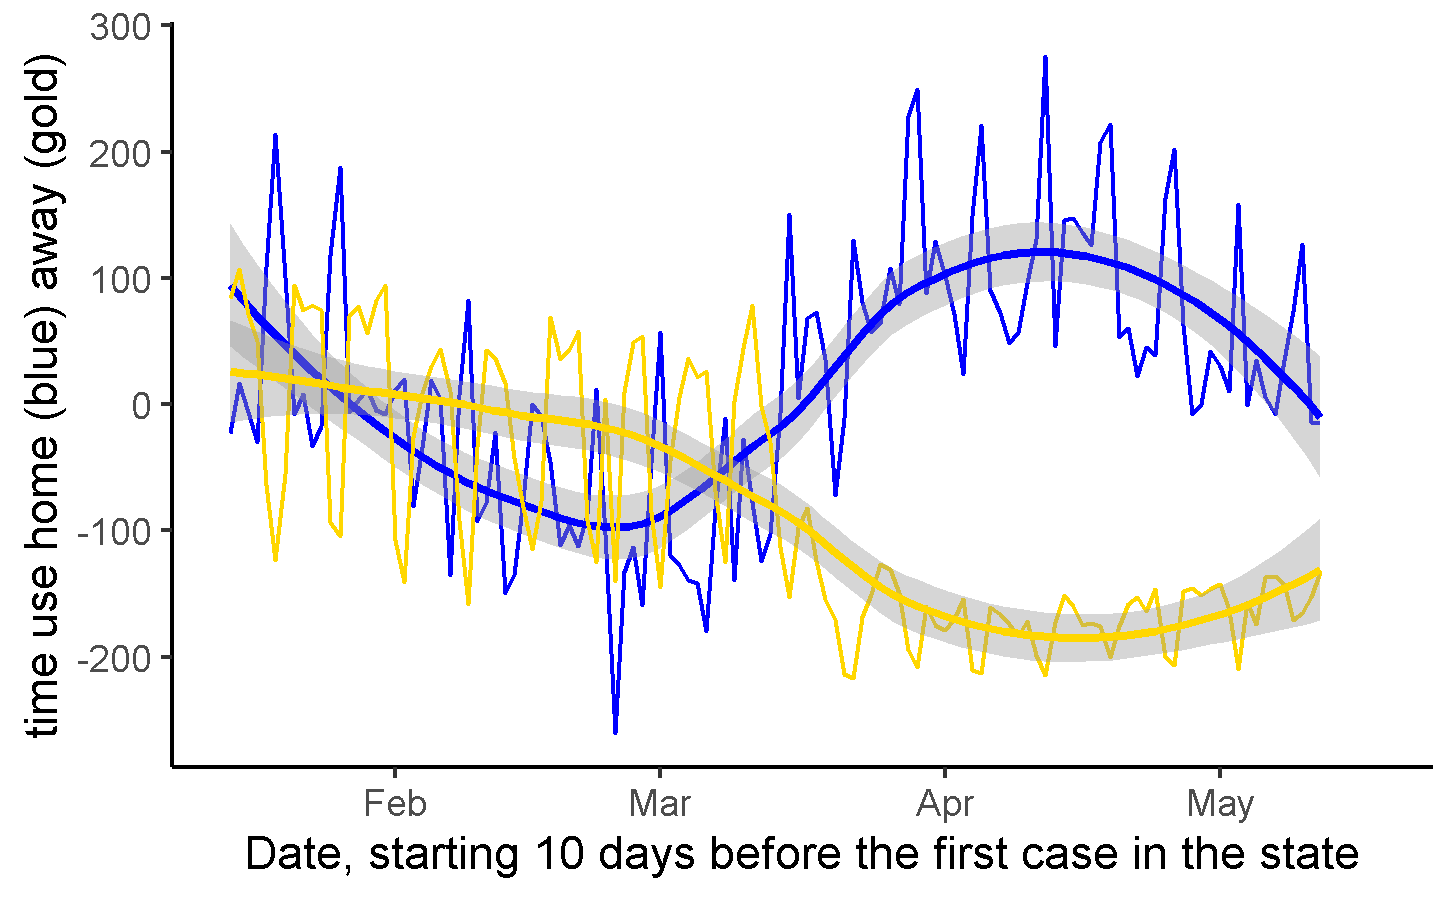 time use home (blue) away (gold)
300
200
100
0
-100
-200
Feb Mar Apr May
Date, starting 10 days before the first case in the state